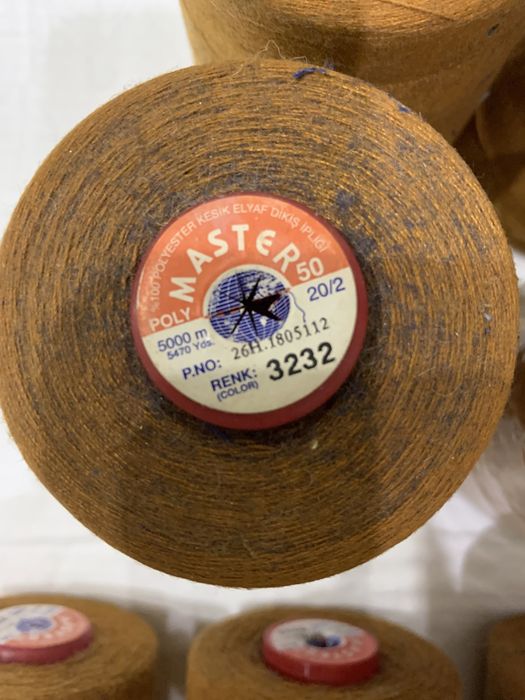 %100 POLYESTER KESİK ELYAF DİKİŞ İPLİĞİ
POLY MASTER 50
5000 m 20/2
5470 Yds.
P.NO: 26H.1805112
RENK: 3232
(COLOR)